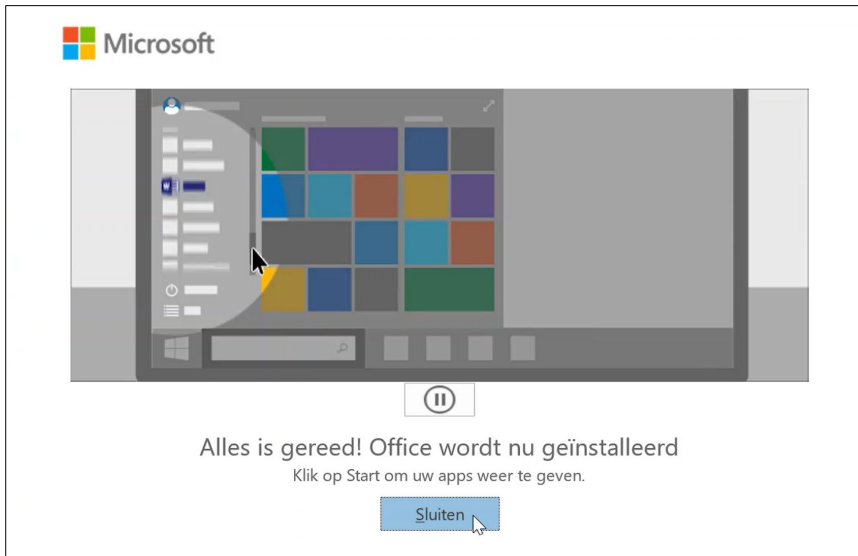 Microsoft
Alles is gereed! Office wordt nu geïnstalleerd
Klik op Start om uw apps weer te geven.
Sluiten